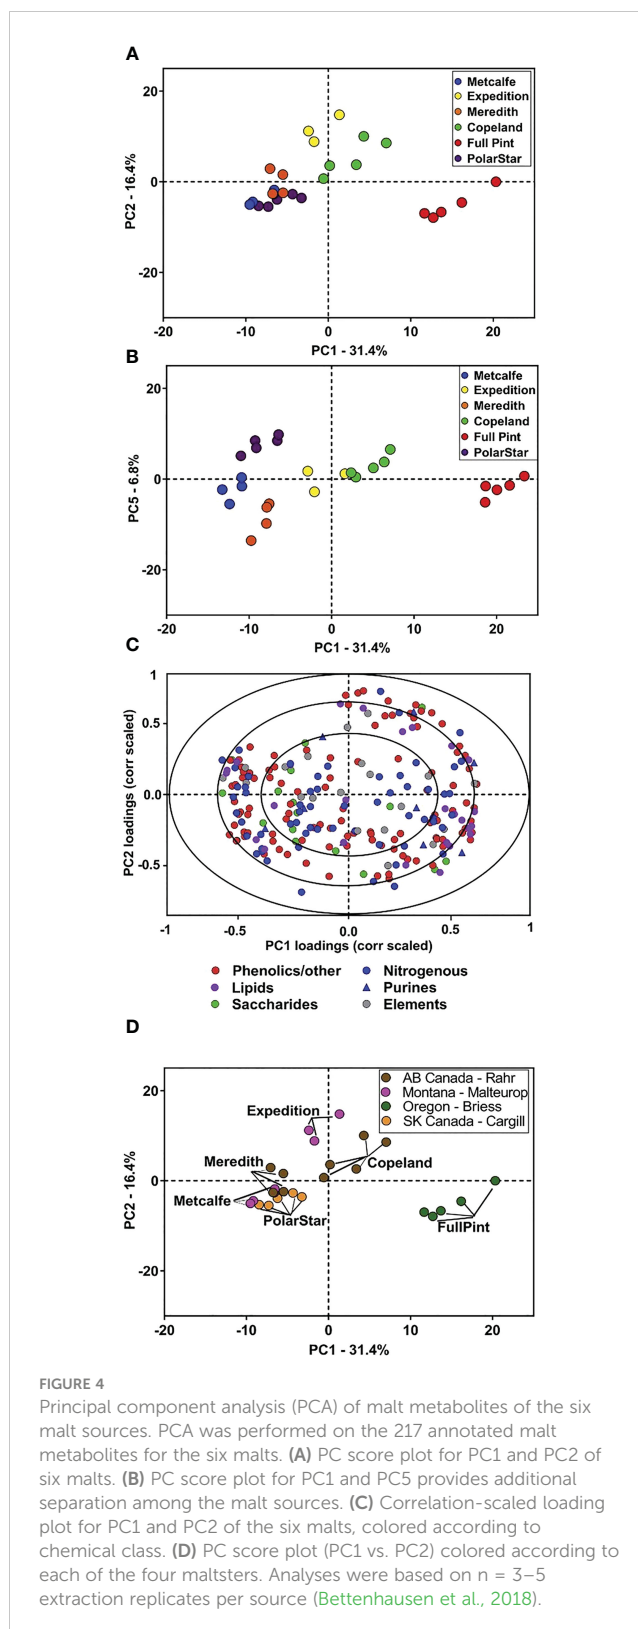 A
20
0
-20
PC2 - 16.4%
Metcalfe
Expedition
Meredith
Copeland
Full Pint
PolarStar
-20
-10
0
10
20
PC1 - 31.4%
B
20
0
-20
PC5 - 6.8%
Metcalfe
Expedition
Meredith
Copeland
Full Pint
PolarStar
-20
-10
0
10
20
PC1 - 31.4%
C
1
0.5
0.0
-0.5
PC2 loadings (corr scaled)
-1
-0.5
0.0
0.5
1
PC1 loadings (corr scaled)
Phenolics/other
Nitrogenous
Lipids
Purines
Saccharides
Elements
D
20
0
-20
PC2 - 16.4%
AB Canada - Rahr
Montana - Malteurop
Oregon - Briess
SK Canada - Cargill
Expedition
Meredith
Copeland
Metcalfe
PolarStar
FullPint
-20
-10
0
10
20
PC1 - 31.4%
FIGURE 4
Principal component analysis (PCA) of malt metabolites of the six
malt sources. PCA was performed on the 217 annotated malt
metabolites for the six malts. (A) PC score plot for PC1 and PC2 of
six malts. (B) PC score plot for PC1 and PC5 provides additional
separation among the malt sources. (C) Correlation-scaled loading
plot for PC1 and PC2 of the six malts, colored according to
chemical class. (D) PC score plot (PC1 vs. PC2) colored according to
each of the four maltsters. Analyses were based on n = 3–5
extraction replicates per source (Bettenhausen et al., 2018).